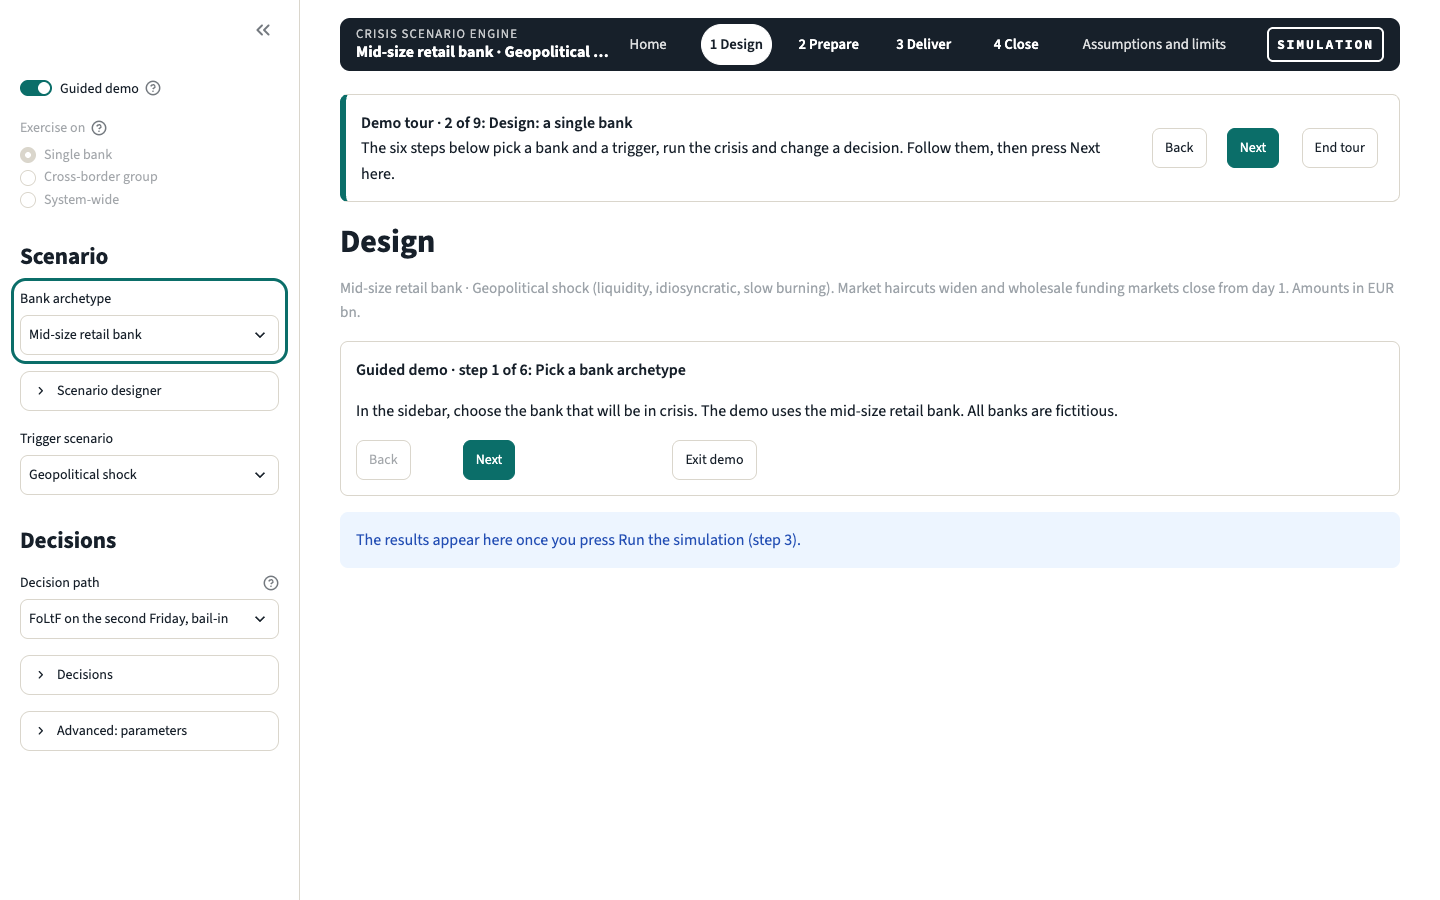 Guided demo
Exercise on
Single bank
Cross-border group
System-wide
Scenario
Bank archetype
Mid-size retail bank
Scenario designer
Trigger scenario
Geopolitical shock
Decisions
Decision path
FoLtF on the second Friday, bail-in
Decisions
Advanced: parameters
CRISIS SCENARIO ENGINE
Mid-size retail bank · Geopolitical ...
Home
1 Design
2 Prepare
3 Deliver
4 Close
Assumptions and limits
SIMULATION
Demo tour · 2 of 9: Design: a single bank
The six steps below pick a bank and a trigger, run the crisis and change a decision. Follow them, then press Next
here.
Back
Next
End tour
Design
Mid-size retail bank · Geopolitical shock (liquidity, idiosyncratic, slow burning). Market haircuts widen and wholesale funding markets close from day 1. Amounts in EUR
bn.
Guided demo · step 1 of 6: Pick a bank archetype
In the sidebar, choose the bank that will be in crisis. The demo uses the mid-size retail bank. All banks are fictitious.
Back
Next
Exit demo
The results appear here once you press Run the simulation (step 3).